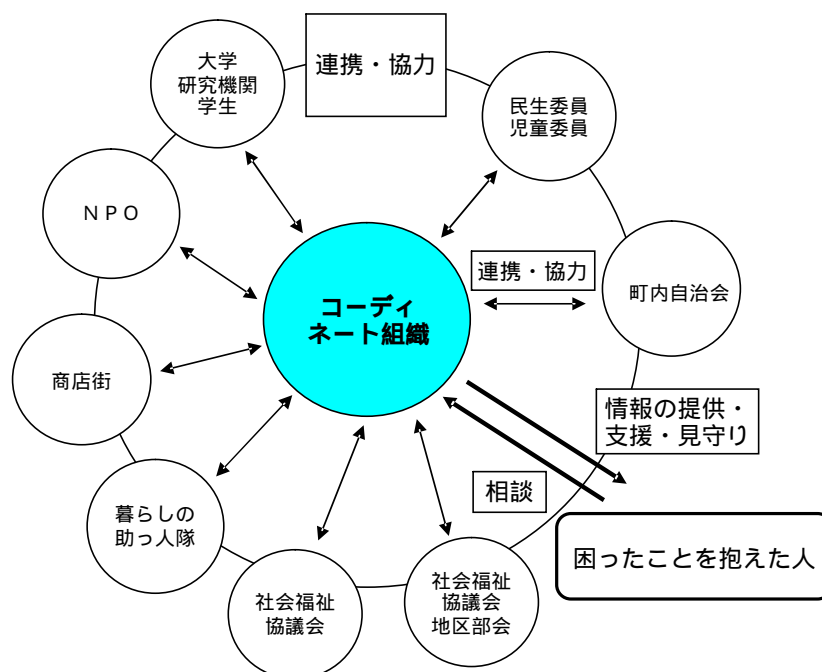 大学
研究機関
学生
連携・協力
民生委員
児童委員
ＮＰＯ
連携・協力
町内自治会
コーディ
ネート組織
商店街
情報の提供・
支援・見守り
相談
暮らしの
助っ人隊
困ったことを抱えた人
社会福祉
協議会
社会福祉
協議会
地区部会